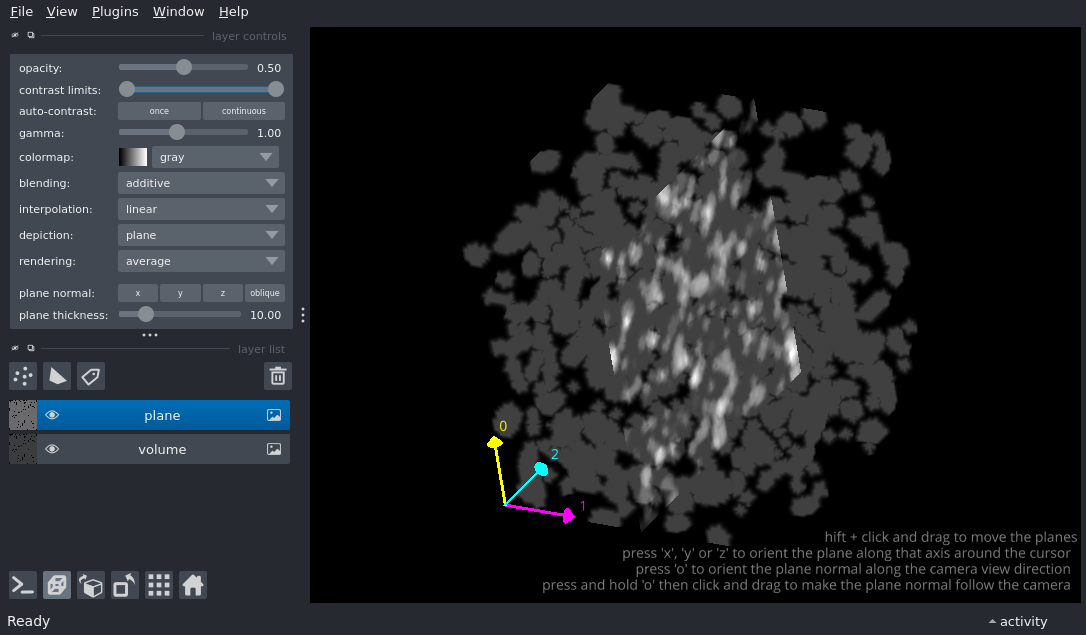 File View Plugins Window Help
layer controls
opacity: 0.50
contrast limits:
auto-contrast: once continuous
gamma: 1.00
colormap: gray
blending: additive
interpolation: linear
depiction: plane
rendering: average
plane normal: x y z oblique
plane thickness: 10.00
layer list
plane
volume
0
2
1
hift + click and drag to move the planes
press 'x', 'y' or 'z' to orient the plane along that axis around the cursor
press 'o' to orient the plane normal along the camera view direction
press and hold 'o' then click and drag to make the plane normal follow the camera
Ready activity